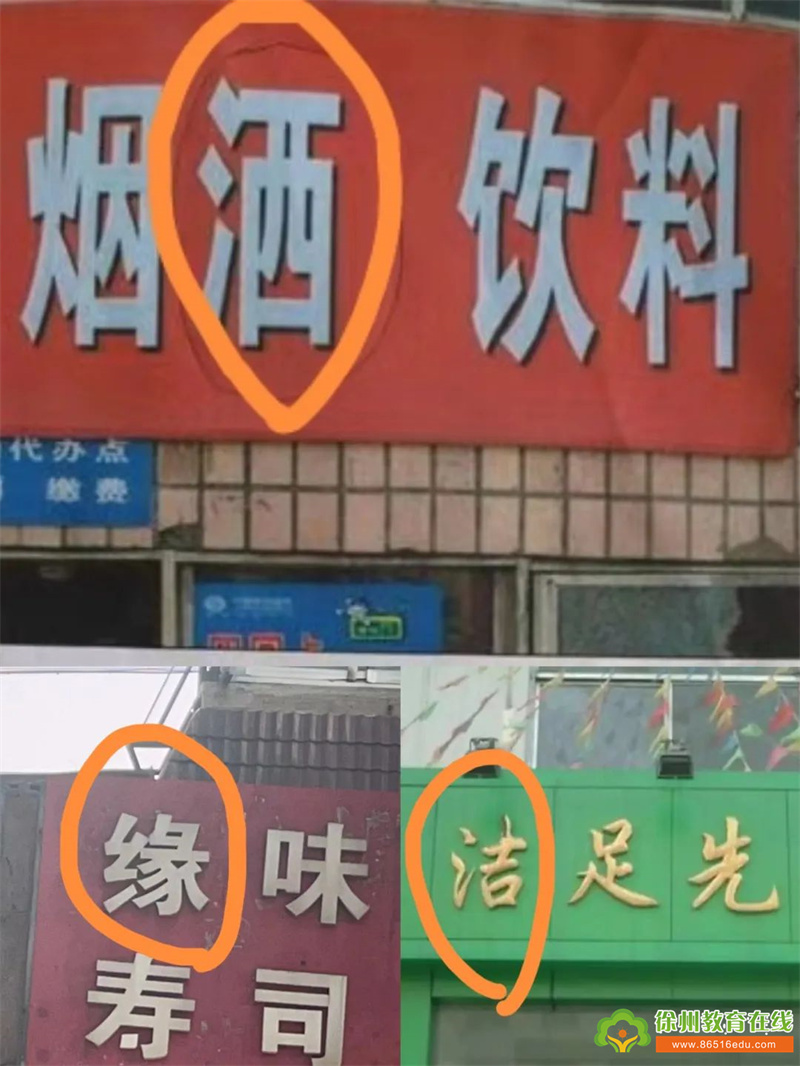 烟洒 饮料
代办点
缴费
缘味
寿司
洁足先
徐州教育在线
www.86516edu.com